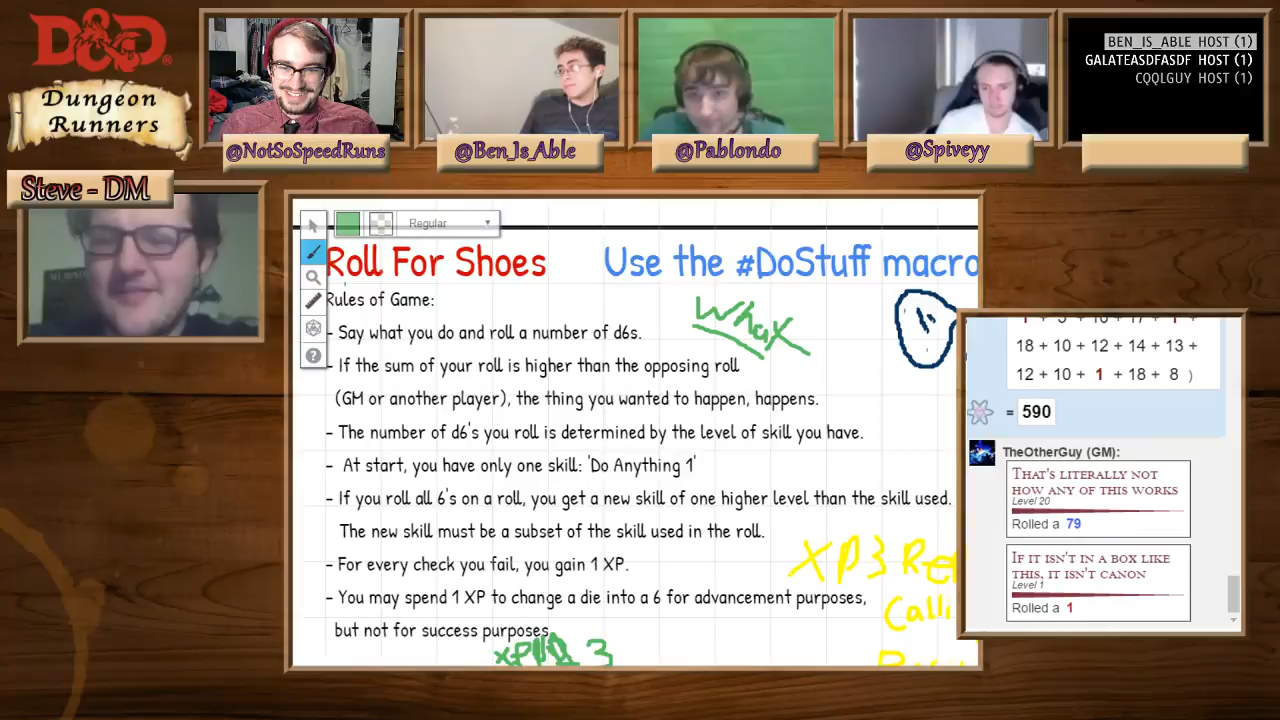 D&D
Dungeon
Runners
@NotSoSpeedRuns
@Ben_Is_Able
@Pablondo
@Spiveyy
BEN_IS_ABLE HOST (1)
GALATEASDFASDF HOST (1)
CQQLGUY HOST (1)
Steve - DM
Regular
Roll For Shoes
Use the #DoStuff macro
Rules of Game:
- Say what you do and roll a number of d6s.
- If the sum of your roll is higher than the opposing roll
(GM or another player), the thing you wanted to happen, happens.
- The number of d6's you roll is determined by the level of skill you have.
- At start, you have only one skill: 'Do Anything 1'
- If you roll all 6's on a roll, you get a new skill of one higher level than the skill used.
The new skill must be a subset of the skill used in the roll.
- For every check you fail, you gain 1 XP.
- You may spend 1 XP to change a die into a 6 for advancement purposes,
but not for success purposes
What
XP 3
XP 3
Calli
18 + 10 + 12 + 14 + 13 +
12 + 10 + 1 + 18 + 8 )
= 590
TheOtherGuy (GM):
THAT'S LITERALLY NOT
HOW ANY OF THIS WORKS
Level 20
Rolled a 79
IF IT ISN'T IN A BOX LIKE
THIS, IT ISN'T CANON
Level 1
Rolled a 1